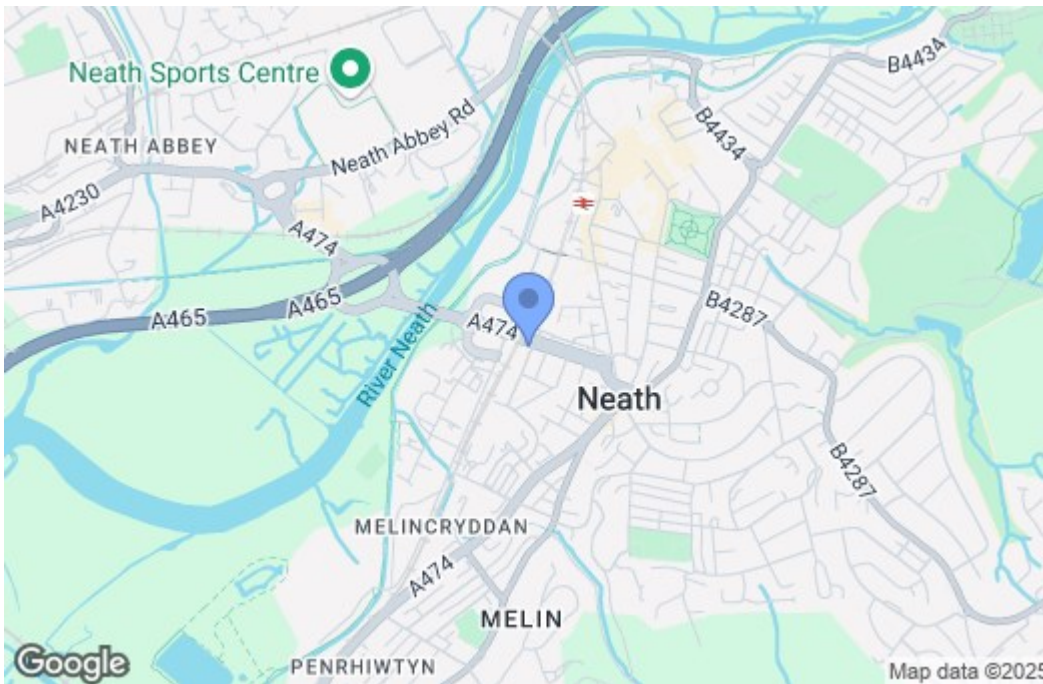 Neath Sports Centre
B4434
NEATH ABBEY
Neath Abbey Rd
B4434
A4230
A474
A465
A465
River Neath
A474
B4287
Neath
B4287
MELINCRYDDAN
A474
MELIN
PENRHIWTYN
Google
Map data ©2025